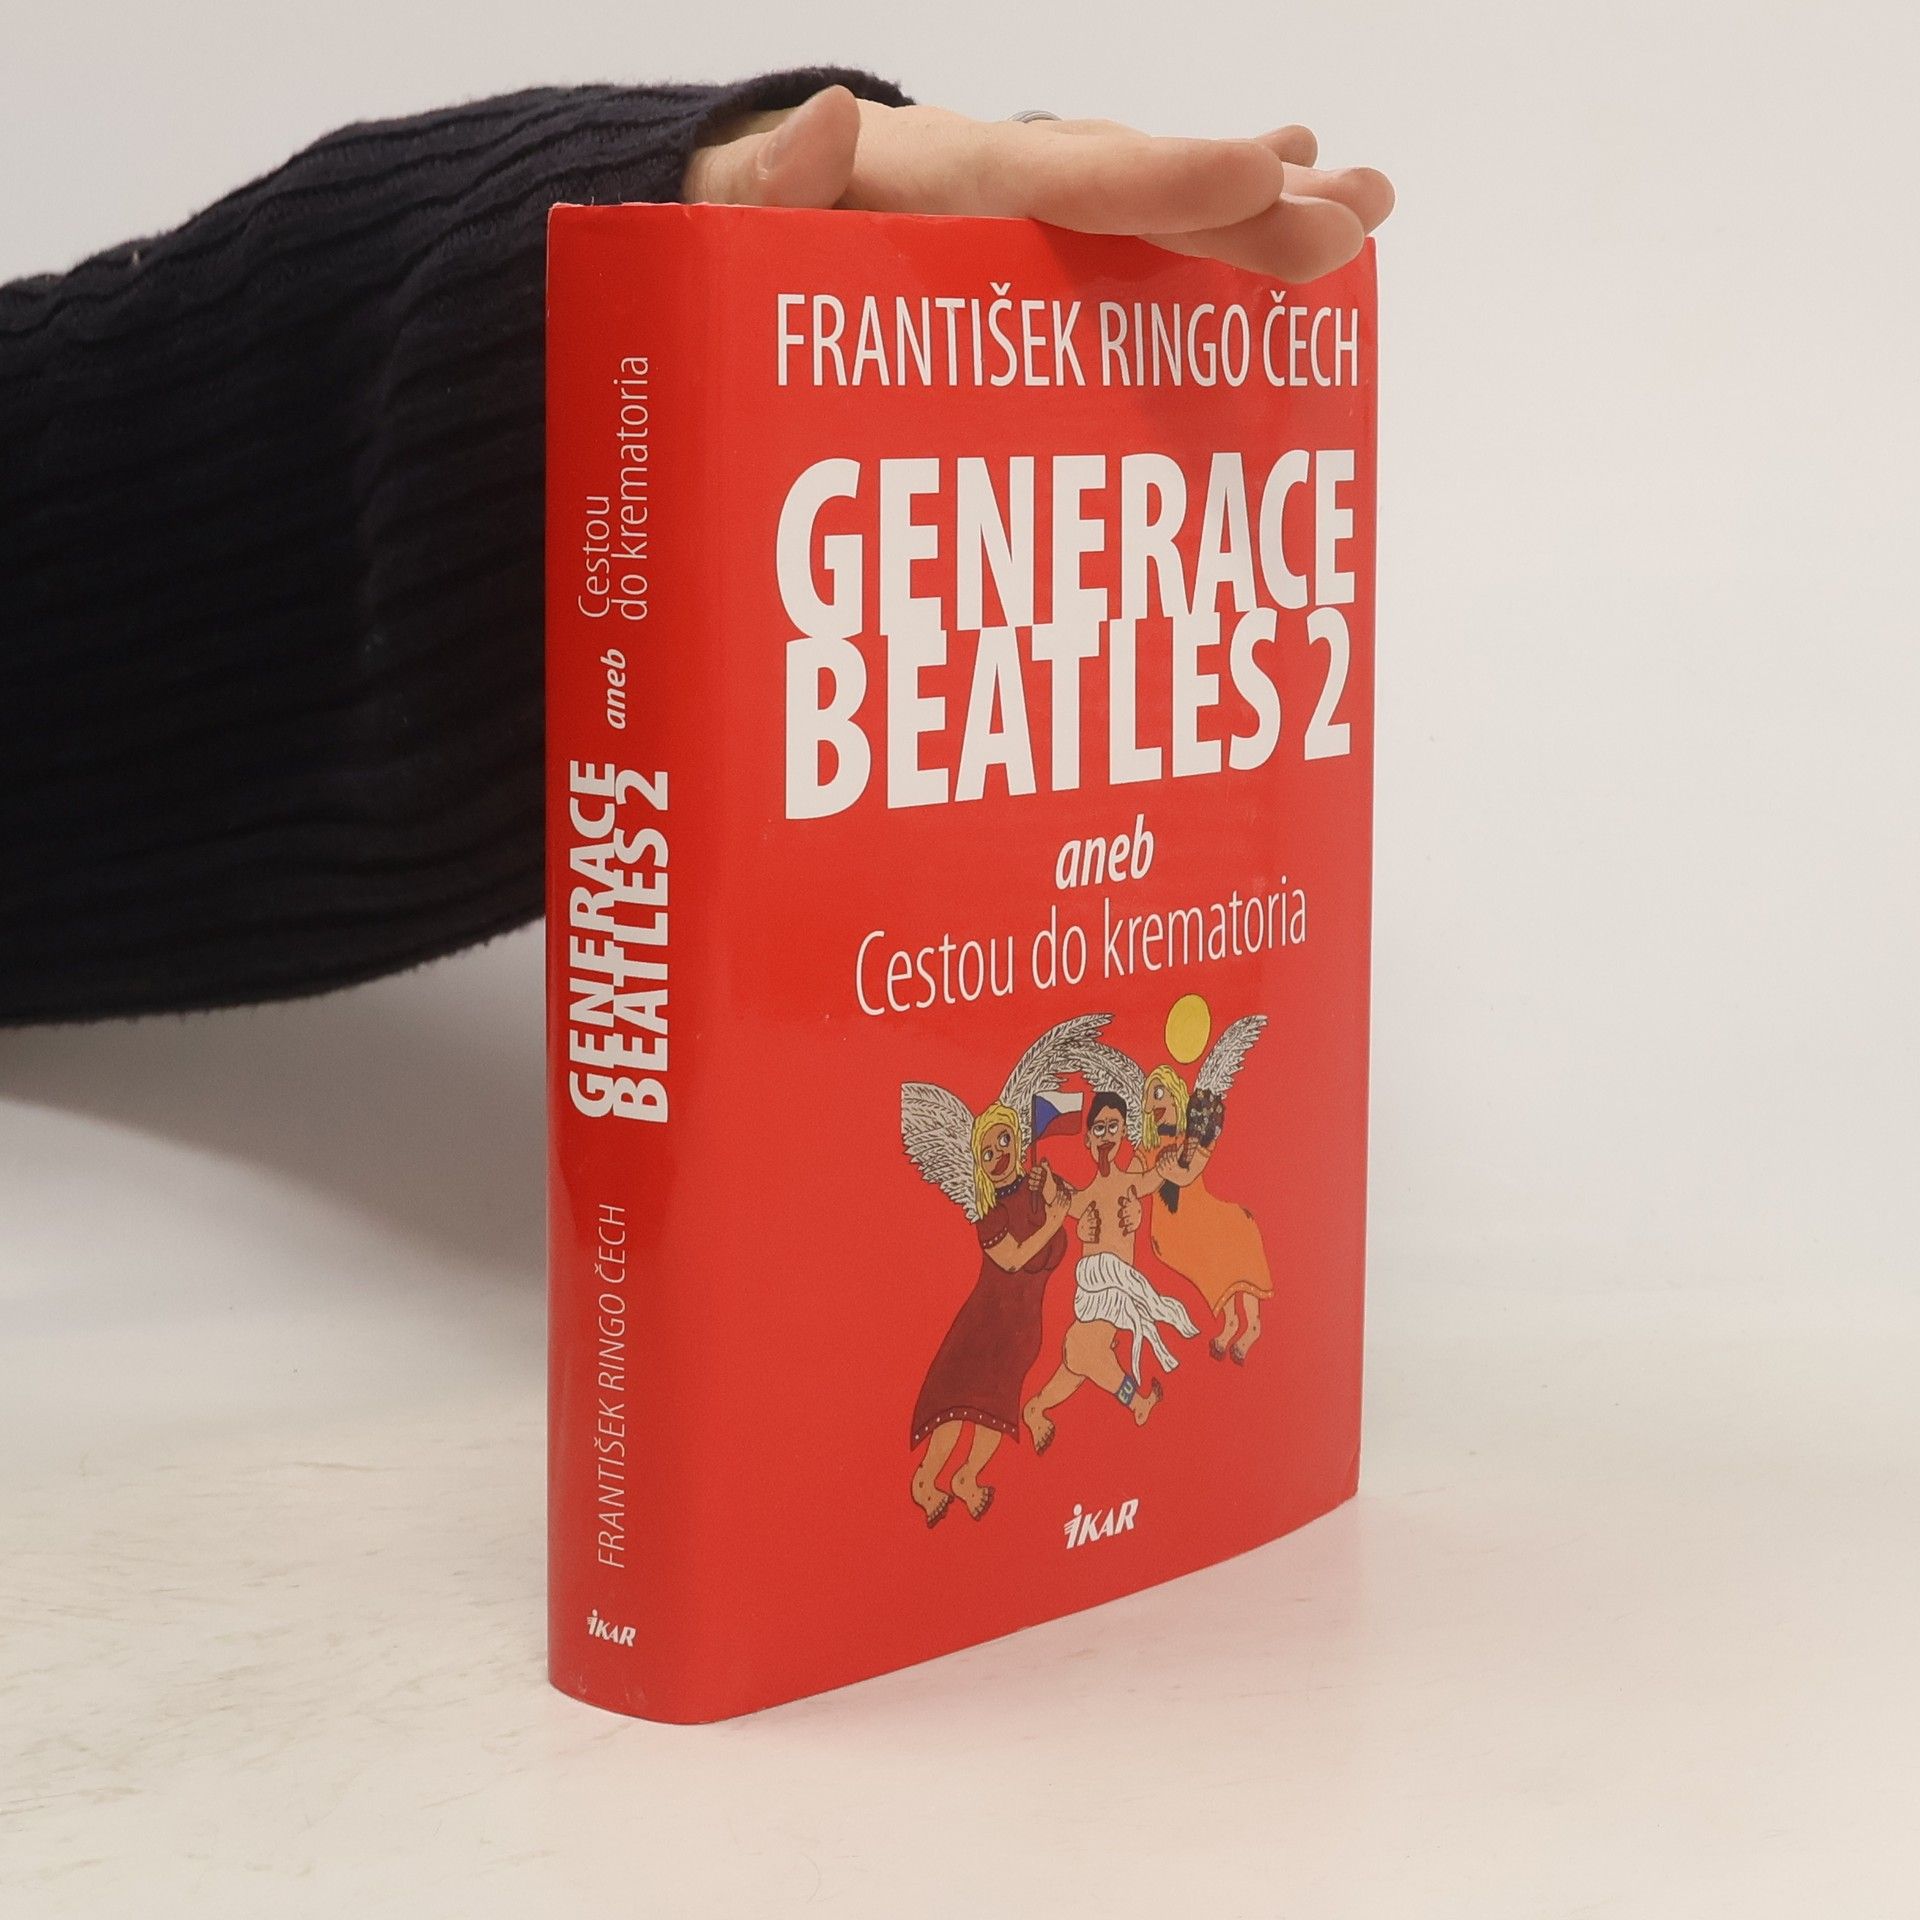 FRANTIŠEK RINGO ČECH
GENERACE
BEATLES 2
aneb
Cestou do krematoria
EU
iKAR
GENERACE
BEATLES 2
aneb
Cestou
do krematoria
FRANTIŠEK RINGO ČECH
iKAR